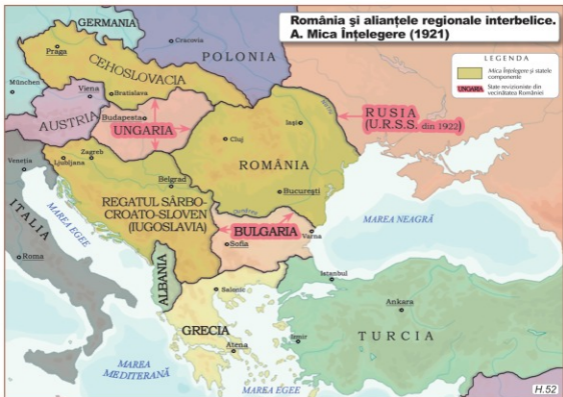 România și alianțele regionale interbelice.
A. Mica Înțelegere (1921)
LEGENDA
Mica Înțelegere și statele
componente
UNGARIA
State revizioniste din
vecinătatea României
GERMANIA
Praga
Cracovia
POLONIA
CEHOSLOVACIA
München
Viena
Bratislava
AUSTRIA
Budapesta
UNGARIA
RUSIA
(U.R.S.S. din 1922)
Iași
Cluj
ROMÂNIA
Veneția
Ljubljana
Zagreb
Belgrad
București
REGATUL SÂRBO-
CROATO-SLOVEN
(IUGOSLAVIA)
MAREA EGEE
ITALIA
MAREA NEAGRĂ
BULGARIA
Varna
Sofia
Roma
ALBANIA
Istanbul
Salonic
Ankara
GRECIA
TURCIA
Atena
Izmir
MAREA
MEDITERANĂ
MAREA EGEE
H.52